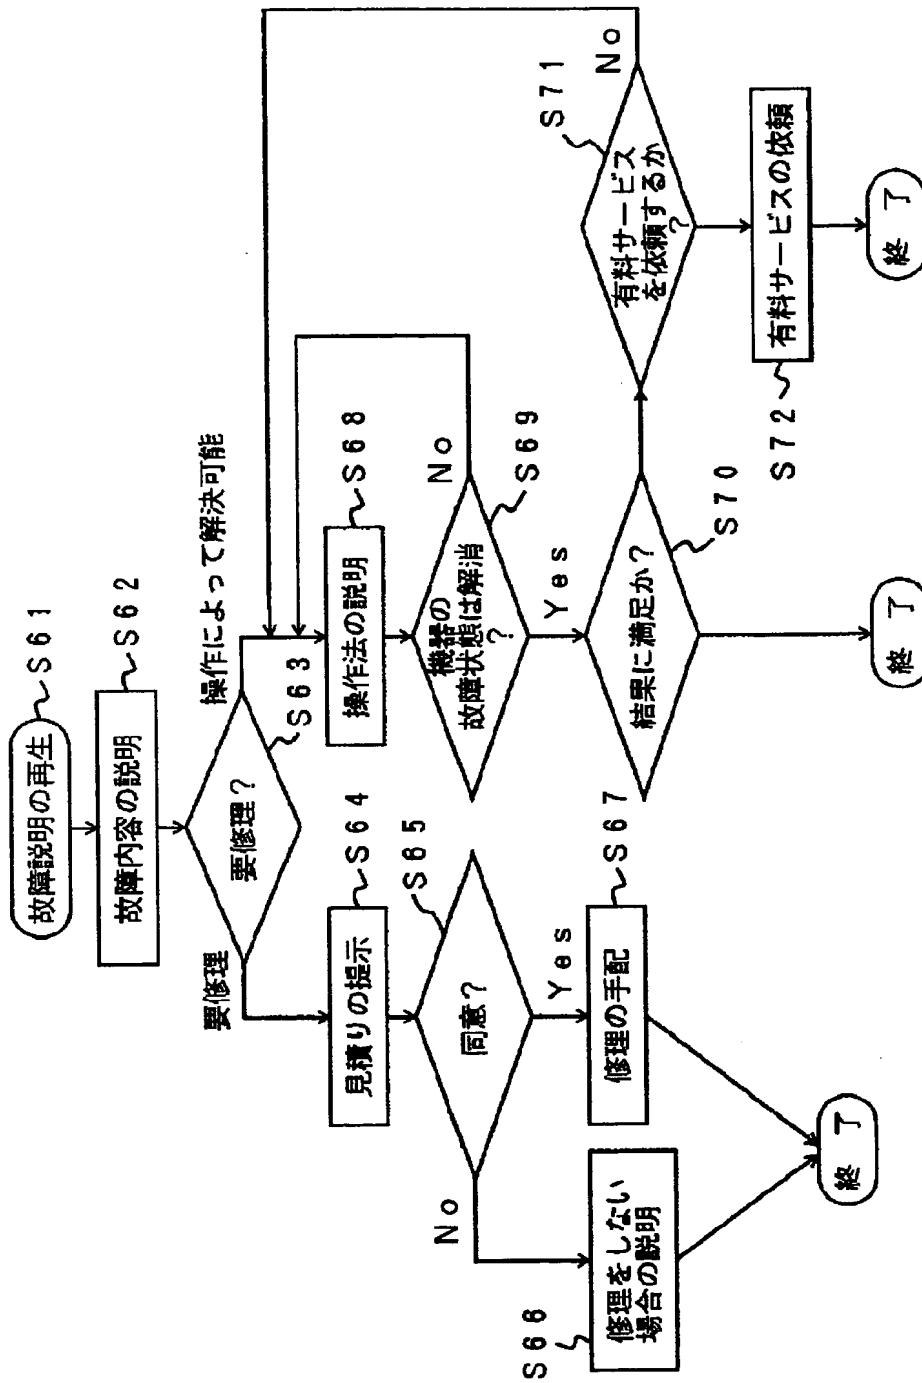 故障説明の再生
S61
故障内容の説明
S62
要修理?
S63
要修理
操作によって解決可能
見積りの提示
S64
同意?
S65
No
Yes
修理をしない
場合の説明
S66
修理の手配
S67
終 了
操作法の説明
S68
機器の
故障状態は解消
?
S69
No
Yes
結果に満足か?
S70
終 了
有料サービス
を依頼するか
?
S71
No
有料サービスの依頼
S72
終 了